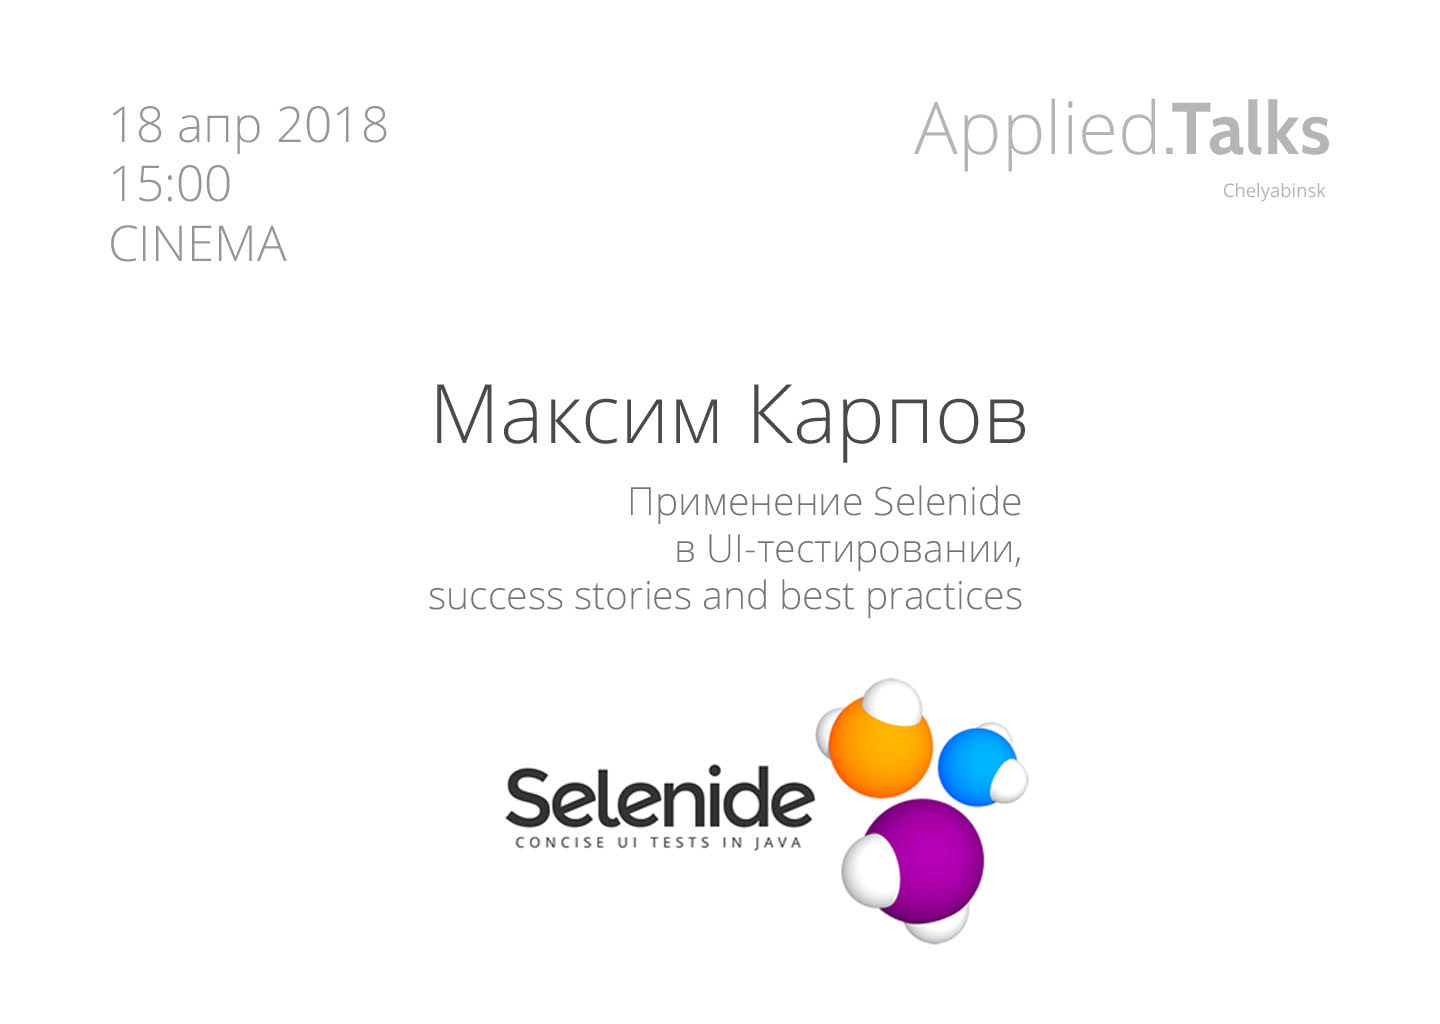 18 апр 2018
15:00
CINEMA
Applied.Talks
Chelyabinsk
Максим Карпов
Применение Selenide
в UI-тестировании,
success stories and best practices
Selenide
CONCISE UI TESTS IN JAVA